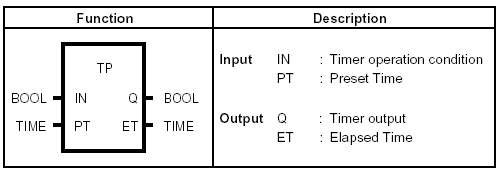 Function Description
TP
BOOL IN Q BOOL
TIME PT ET TIME
Input IN : Timer operation condition
PT : Preset Time
Output Q : Timer output
ET : Elapsed Time